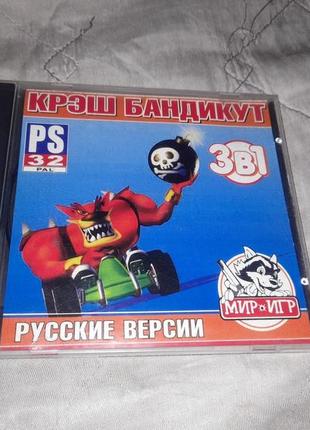 КРЭШ БАНДИКУТ
PS
32
PAL
3В1
МИР ИГР
РУССКИЕ ВЕРСИИ